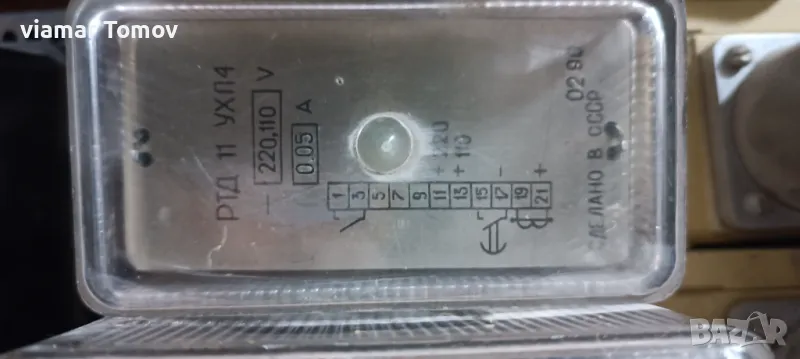 viamar Tomov
РТД 11 УХЛ4
— 220,110 V
0.05 A
+ 220
+ 110
-
+
1 3 5 7 9 11 13 15 17 19 21
СДЕЛАНО В СССР
02 90
BAZAR